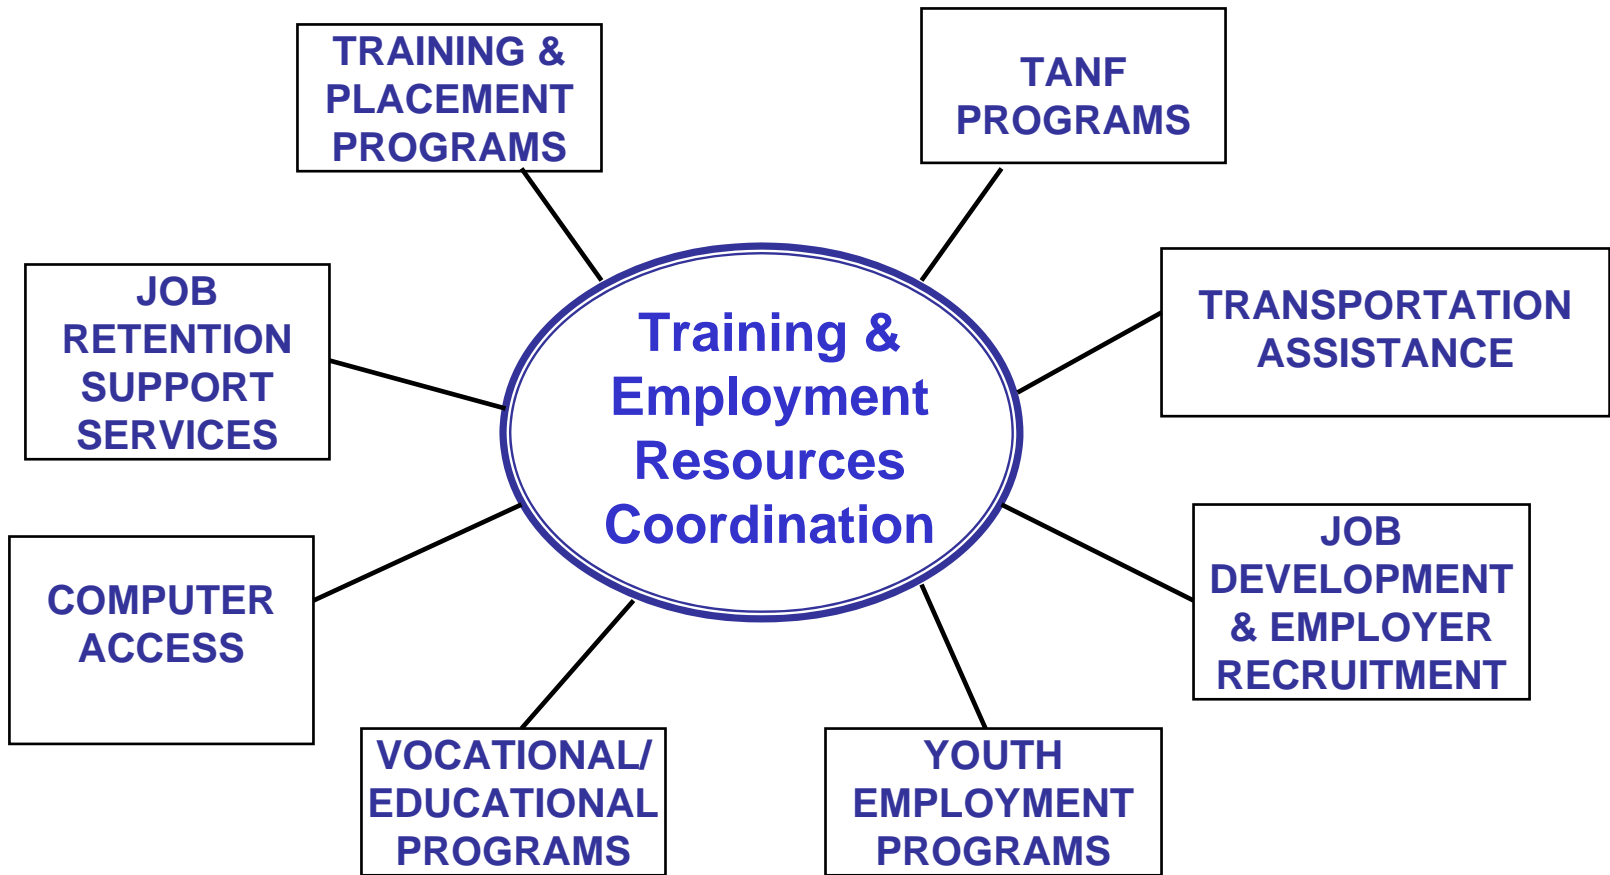 TRAINING &
PLACEMENT
PROGRAMS
TANF
PROGRAMS
JOB
RETENTION
SUPPORT
SERVICES
Training &
Employment
Resources
Coordination
TRANSPORTATION
ASSISTANCE
COMPUTER
ACCESS
JOB
DEVELOPMENT
& EMPLOYER
RECRUITMENT
VOCATIONAL/
EDUCATIONAL
PROGRAMS
YOUTH
EMPLOYMENT
PROGRAMS